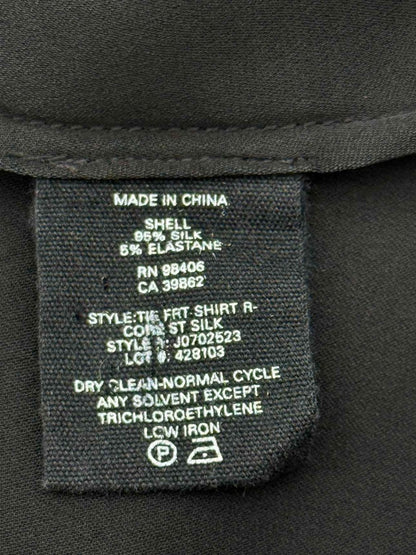 MADE IN CHINA
SHELL
95% SILK
5% ELASTANE
RN 98406
CA 39862
STYLE:TIE FRT SHIRT R-
CORE ST SILK
STYLE : J0702523
LOT #: 428103
DRY CLEAN-NORMAL CYCLE
ANY SOLVENT EXCEPT
TRICHLOROETHYLENE
LOW IRON
P